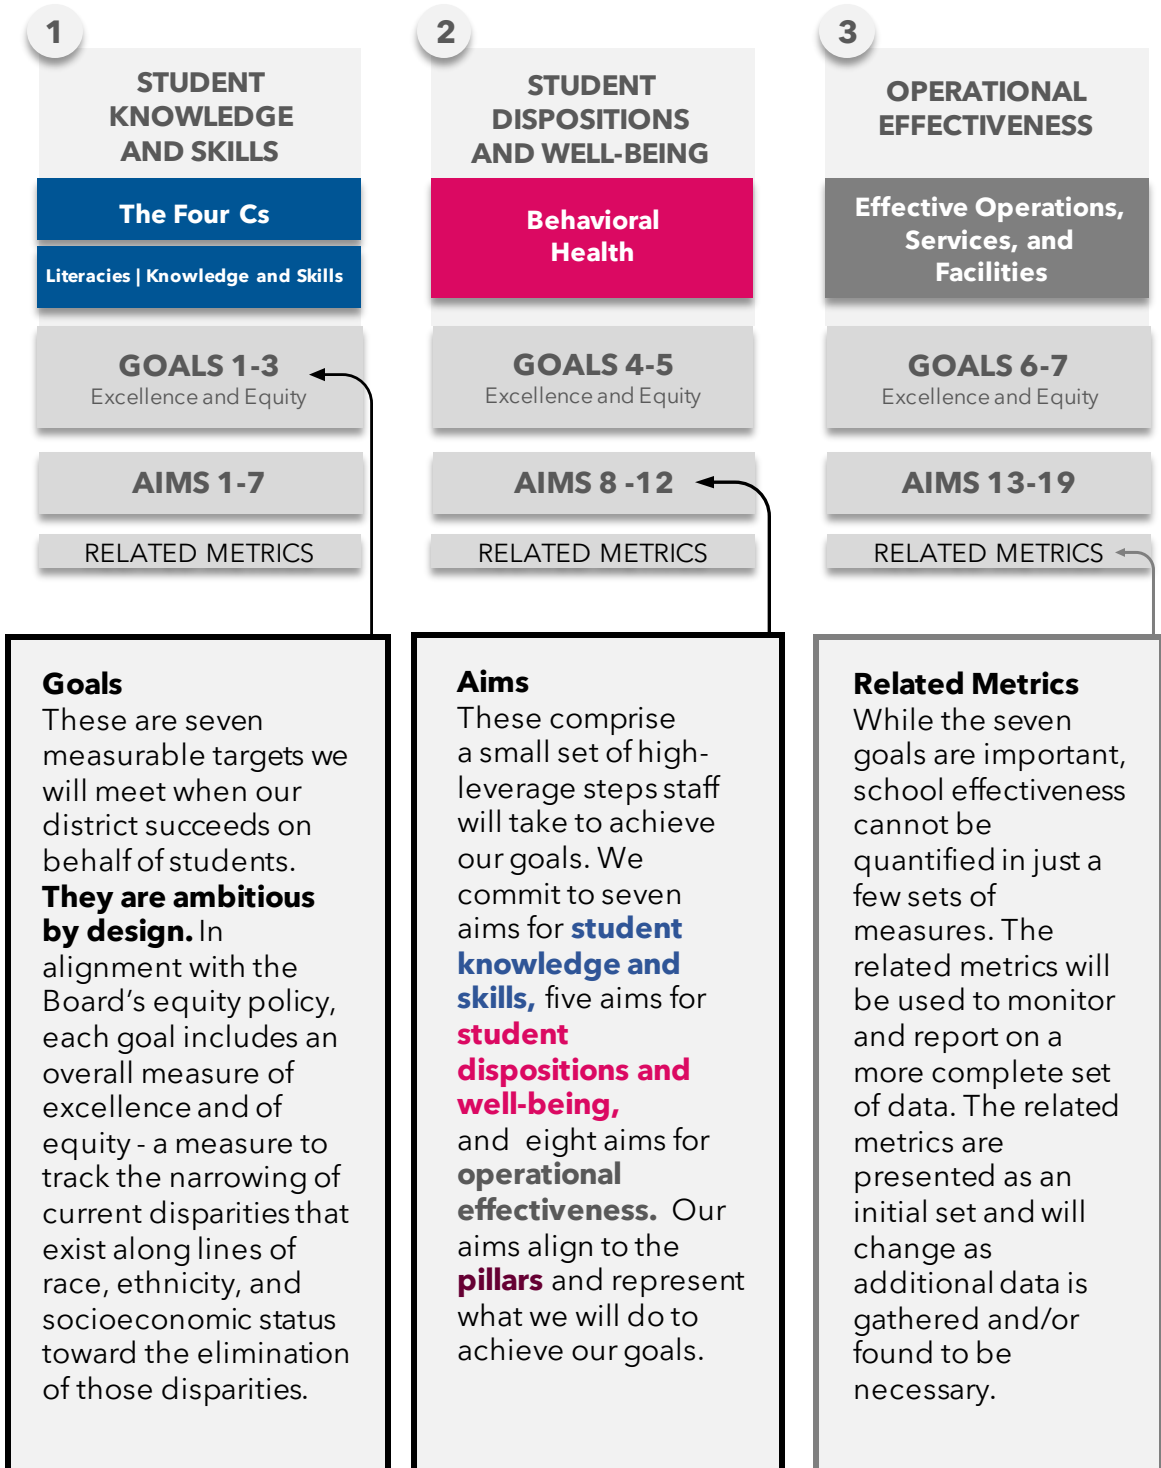 1
STUDENT
KNOWLEDGE
AND SKILLS
The Four Cs
Literacies | Knowledge and Skills
GOALS 1-3
Excellence and Equity
AIMS 1-7
RELATED METRICS
2
STUDENT
DISPOSITIONS
AND WELL-BEING
Behavioral
Health
GOALS 4-5
Excellence and Equity
AIMS 8 -12
RELATED METRICS
3
OPERATIONAL
EFFECTIVENESS
Effective Operations,
Services, and
Facilities
GOALS 6-7
Excellence and Equity
AIMS 13-19
RELATED METRICS
Goals
These are seven
measurable targets we
will meet when our
district succeeds on
behalf of students.
They are ambitious
by design. In
alignment with the
Board’s equity policy,
each goal includes an
overall measure of
excellence and of
equity - a measure to
track the narrowing of
current disparities that
exist along lines of
race, ethnicity, and
socioeconomic status
toward the elimination
of those disparities.
Aims
These comprise
a small set of high-
leverage steps staff
will take to achieve
our goals. We
commit to seven
aims for student
knowledge and
skills, five aims for
student
dispositions and
well-being,
and eight aims for
operational
effectiveness. Our
aims align to the
pillars and represent
what we will do to
achieve our goals.
Related Metrics
While the seven
goals are important,
school effectiveness
cannot be
quantified in just a
few sets of
measures. The
related metrics will
be used to monitor
and report on a
more complete set
of data. The related
metrics are
presented as an
initial set and will
change as
additional data is
gathered and/or
found to be
necessary.